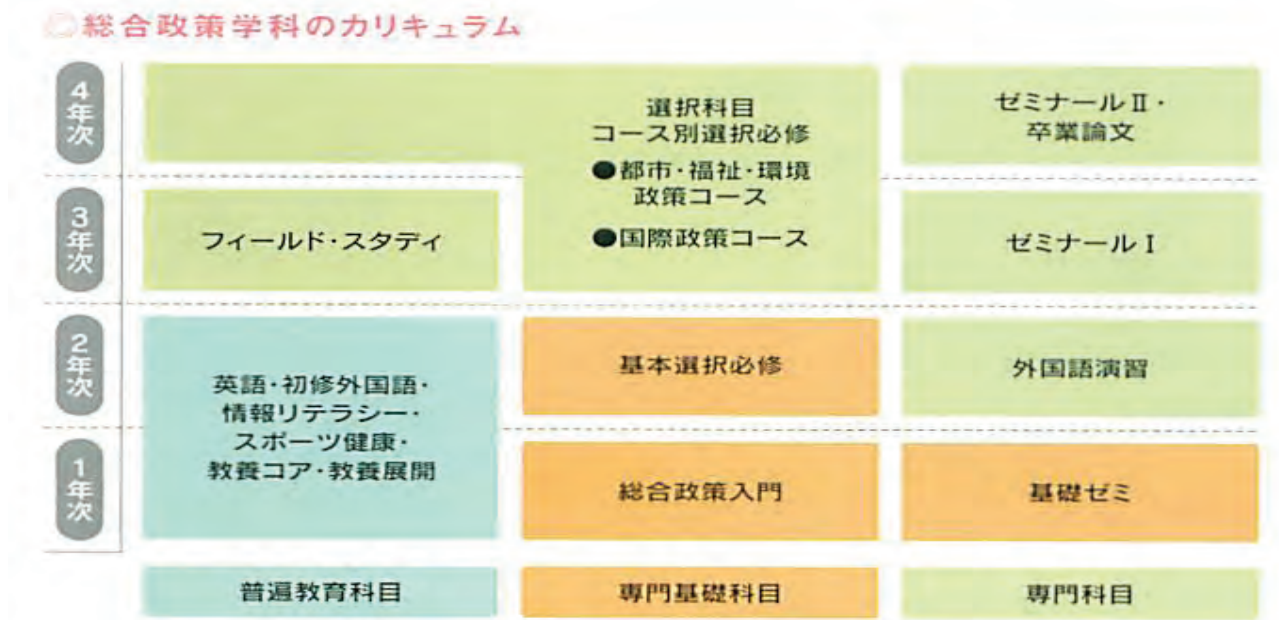 総合政策学科のカリキュラム
4年次
選択科目
コース別選択必修
●都市・福祉・環境
政策コース
●国際政策コース
ゼミナールⅡ・
卒業論文
3年次
フィールド・スタディ
ゼミナールⅠ
2年次
英語・初修外国語・
情報リテラシー・
スポーツ健康・
教養コア・教養展開
基本選択必修
外国語演習
1年次
総合政策入門
基礎ゼミ
普遍教育科目
専門基礎科目
専門科目